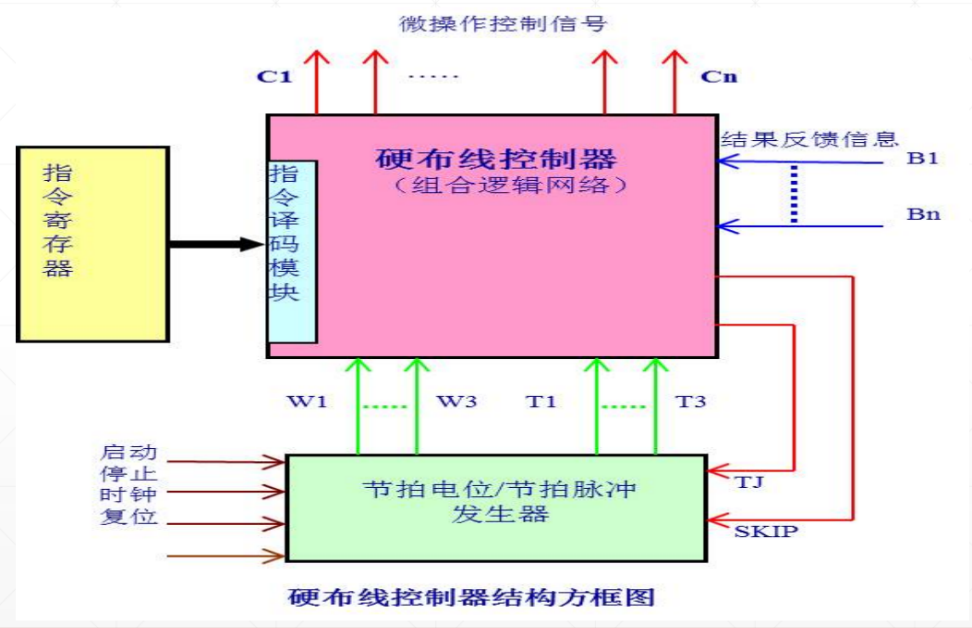 微操作控制信号
C1
.....
Cn
结果反馈信息
B1
Bn
指令寄存器
指令译码模块
硬布线控制器
（组合逻辑网络）
W1
W3
T1
T3
启动
停止
时钟
复位
节拍电位/节拍脉冲
发生器
TJ
SKIP
硬布线控制器结构方框图